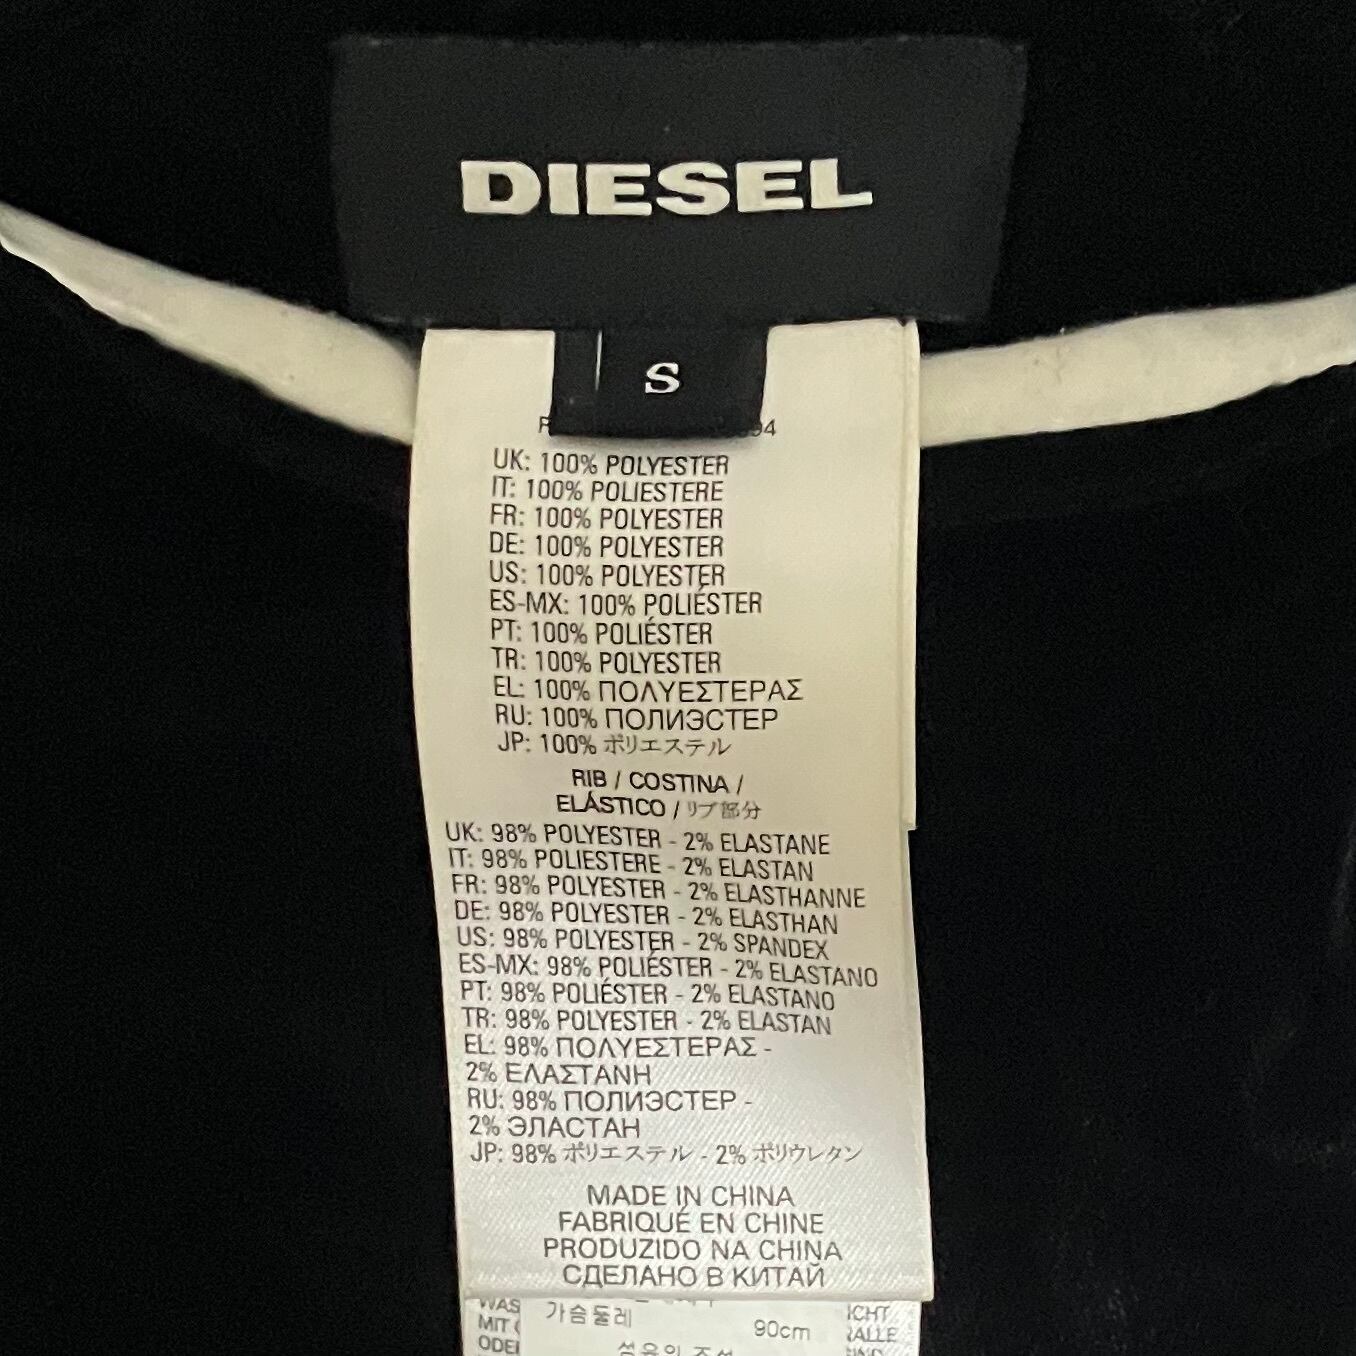 DIESEL
S
UK: 100% POLYESTER
IT: 100% POLIESTERE
FR: 100% POLYESTER
DE: 100% POLYESTER
US: 100% POLYESTER
ES-MX: 100% POLIÉSTER
PT: 100% POLIÉSTER
TR: 100% POLYESTER
EL: 100% ΠΟΛΥΕΣΤΕΡΑΣ
RU: 100% ПОЛИЭСТЕР
JP: 100% ポリエステル
RIB / COSTINA /
ELÁSTICO / リブ部分
UK: 98% POLYESTER - 2% ELASTANE
IT: 98% POLIESTERE - 2% ELASTAN
FR: 98% POLYESTER - 2% ELASTHANNE
DE: 98% POLYESTER - 2% ELASTHAN
US: 98% POLYESTER - 2% SPANDEX
ES-MX: 98% POLIÉSTER - 2% ELASTANO
PT: 98% POLIÉSTER - 2% ELASTANO
TR: 98% POLYESTER - 2% ELASTAN
EL: 98% ΠΟΛΥΕΣΤΕΡΑΣ -
2% ΕΛΑΣΤΑΝΗ
RU: 98% ПОЛИЭСТЕР -
2% ЭЛАСТАН
JP: 98% ポリエステル - 2% ポリウレタン
MADE IN CHINA
FABRIQUÉ EN CHINE
PRODUZIDO NA CHINA
СДЕЛАНО В КИТАЙ
가슴둘레 90cm
MIT